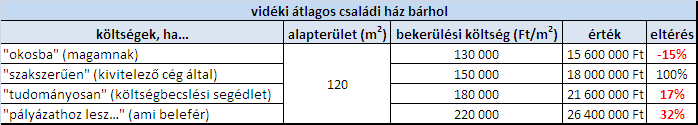 vidéki átlagos családi ház bárhol
költségek, ha... alapterület (m²) bekerülési költség (Ft/m²) érték eltérés
"okosba" (magamnak) 120 130 000 15 600 000 Ft -15%
"szakszerűen" (kivitelező cég által) 150 000 18 000 000 Ft 100%
"tudományosan" (költségbecslési segédlet) 180 000 21 600 000 Ft 17%
"pályázathoz lesz..." (ami belefér) 220 000 26 400 000 Ft 32%